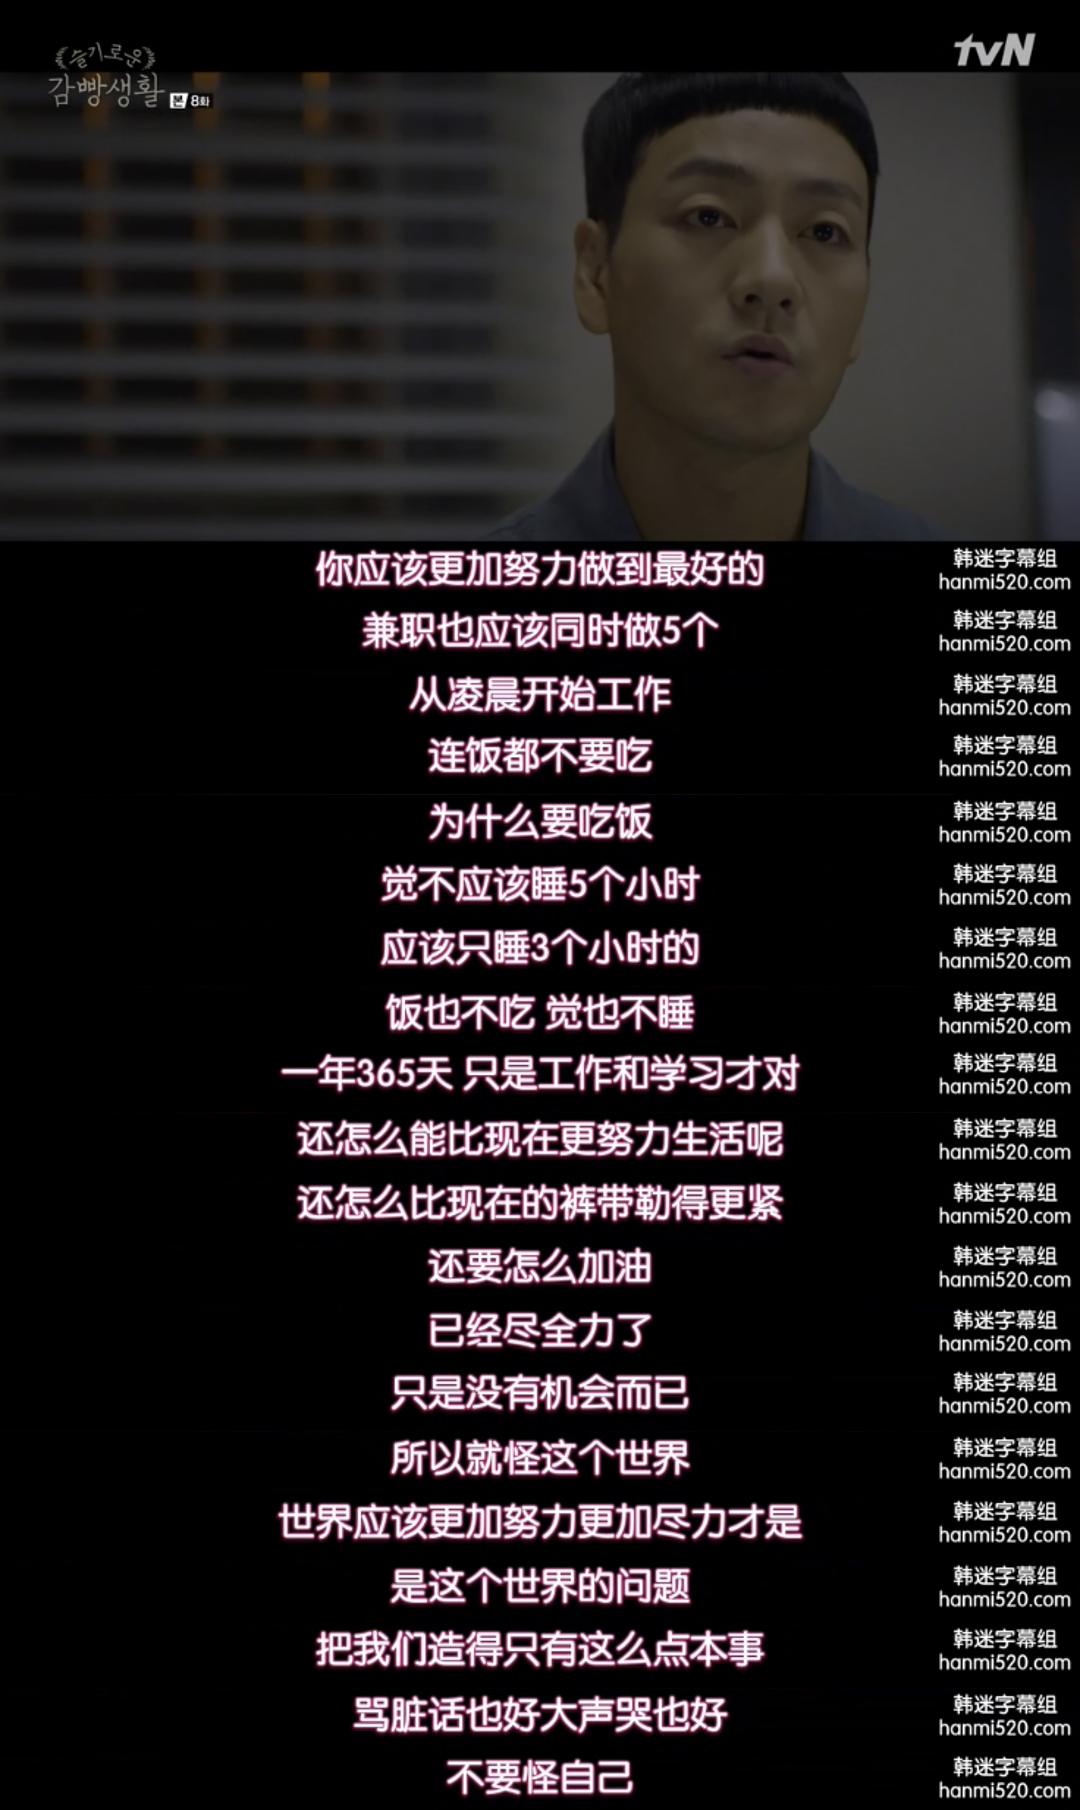 슬기로운
감빵생활 본 8화
tvN
你应该更加努力做到最好的
韩迷字幕组
hanmi520.com
兼职也应该同时做5个
韩迷字幕组
hanmi520.com
从凌晨开始工作
韩迷字幕组
hanmi520.com
连饭都不要吃
韩迷字幕组
hanmi520.com
为什么要吃饭
韩迷字幕组
hanmi520.com
觉不应该睡5个小时
韩迷字幕组
hanmi520.com
应该只睡3个小时的
韩迷字幕组
hanmi520.com
饭也不吃 觉也不睡
韩迷字幕组
hanmi520.com
一年365天 只是工作和学习才对
韩迷字幕组
hanmi520.com
还怎么能比现在更努力生活呢
韩迷字幕组
hanmi520.com
还怎么比现在的裤带勒得更紧
韩迷字幕组
hanmi520.com
还要怎么加油
韩迷字幕组
hanmi520.com
已经尽全力了
韩迷字幕组
hanmi520.com
只是没有机会而已
韩迷字幕组
hanmi520.com
所以就怪这个世界
韩迷字幕组
hanmi520.com
世界应该更加努力更加尽力才是
韩迷字幕组
hanmi520.com
是这个世界的问题
韩迷字幕组
hanmi520.com
把我们造得只有这么点本事
韩迷字幕组
hanmi520.com
骂脏话也好大声哭也好
韩迷字幕组
hanmi520.com
不要怪自己
韩迷字幕组
hanmi520.com